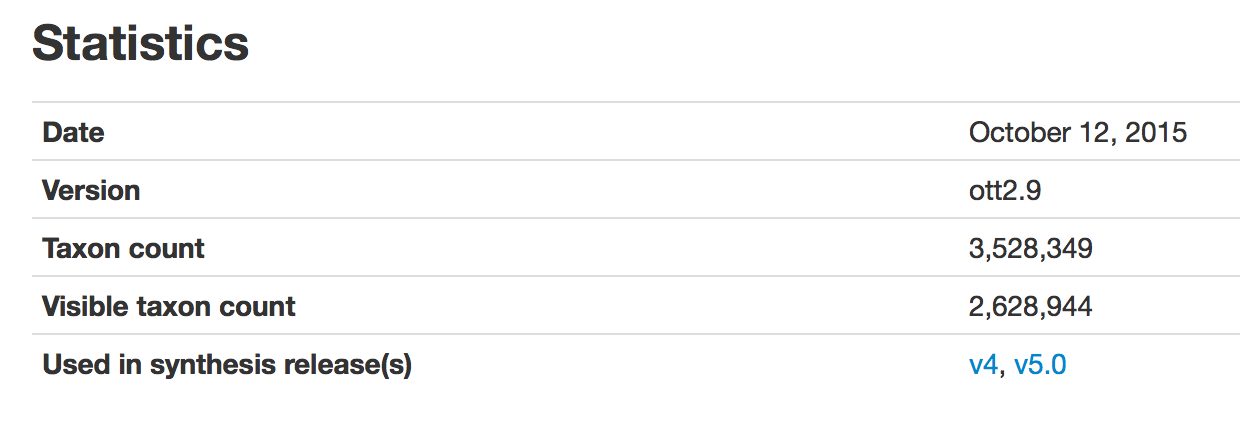 Statistics
Date October 12, 2015
Version ott2.9
Taxon count 3,528,349
Visible taxon count 2,628,944
Used in synthesis release(s) v4, v5.0